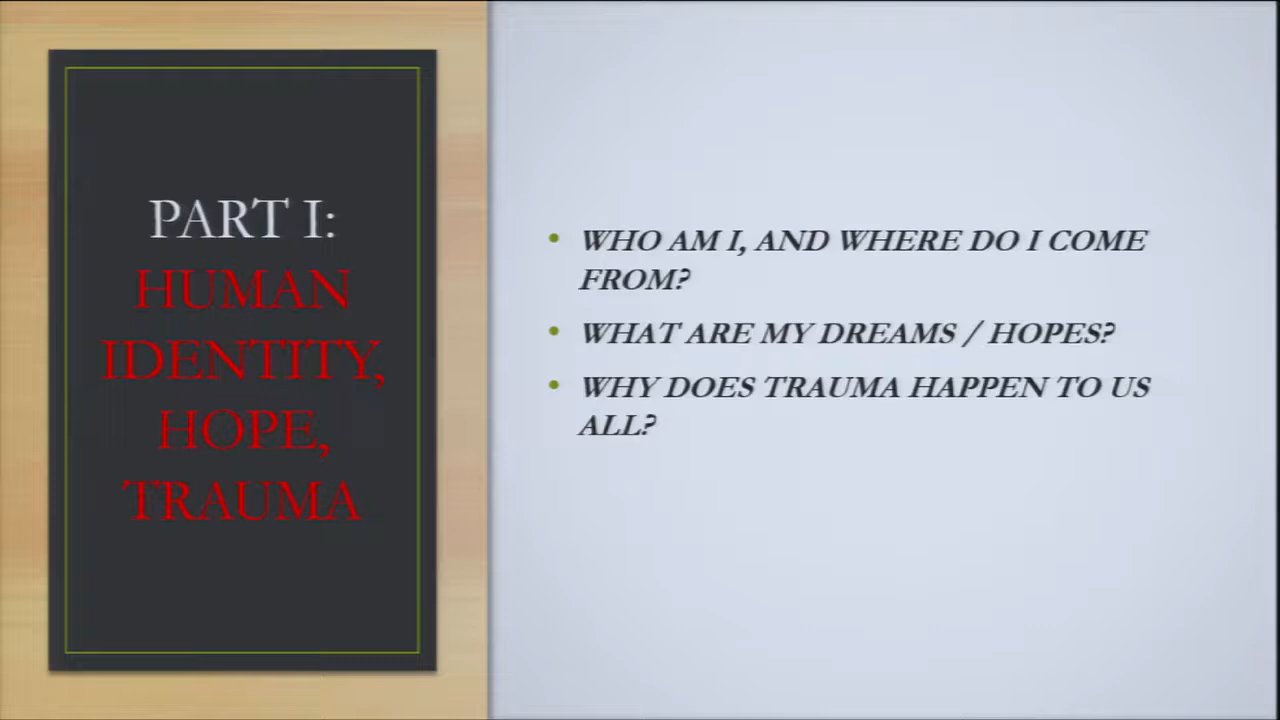 PART I:
HUMAN
IDENTITY,
HOPE,
TRAUMA
• WHO AM I, AND WHERE DO I COME
FROM?
• WHAT ARE MY DREAMS / HOPES?
• WHY DOES TRAUMA HAPPEN TO US
ALL?